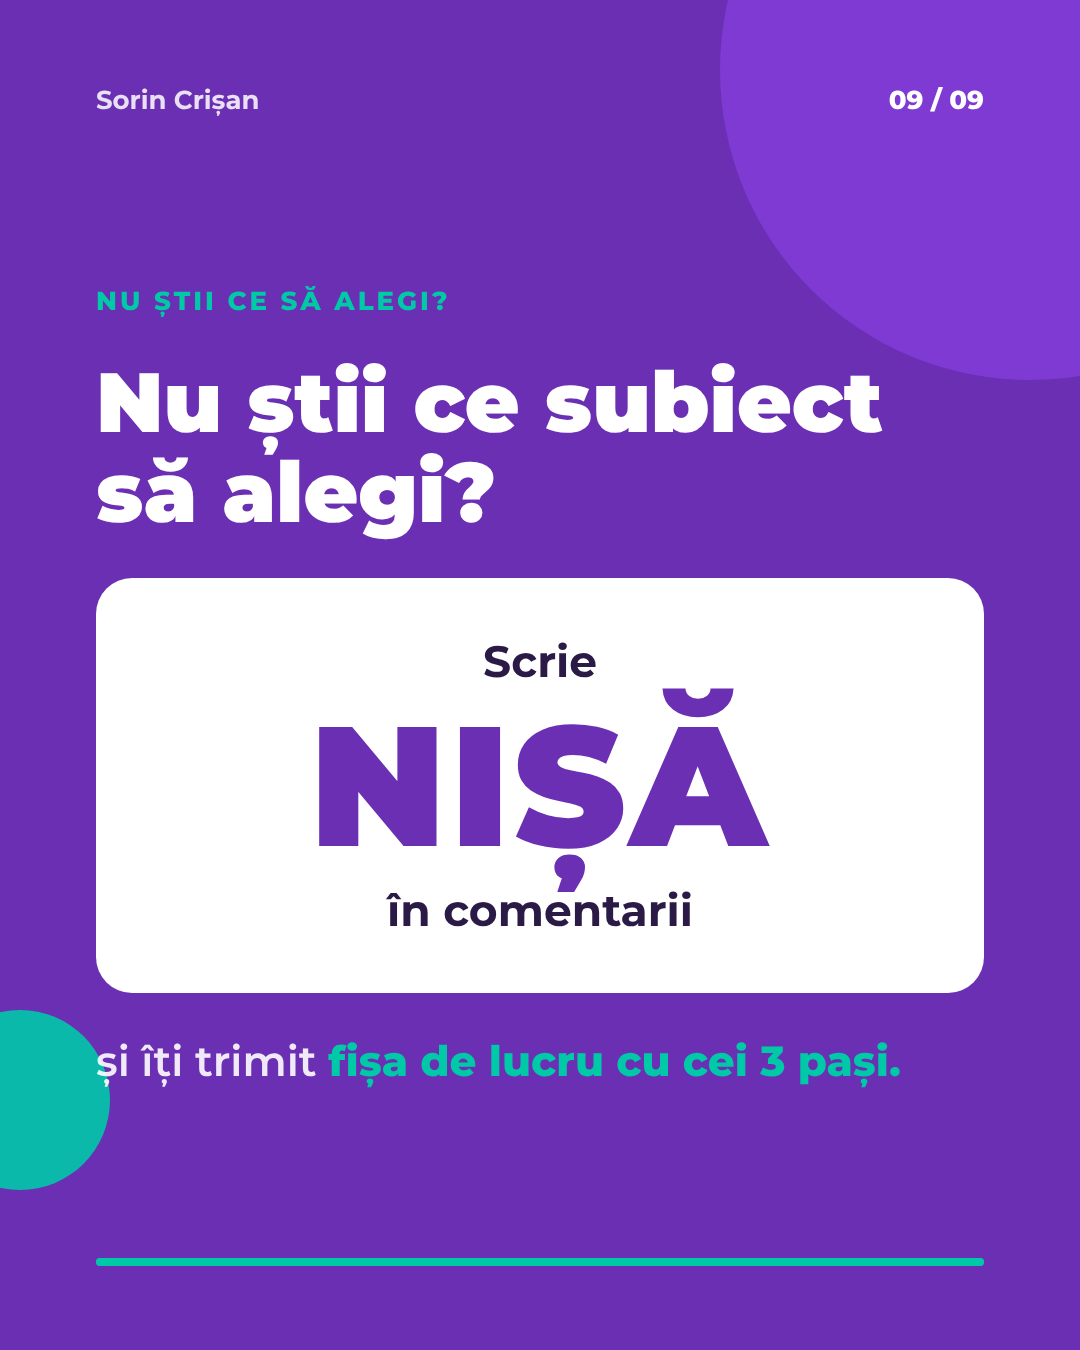 Sorin Crișan
09 / 09
NU ȘTII CE SĂ ALEGI?
Nu știi ce subiect
să alegi?
Scrie
NIȘĂ
în comentarii
și îți trimit fișa de lucru cu cei 3 pași.